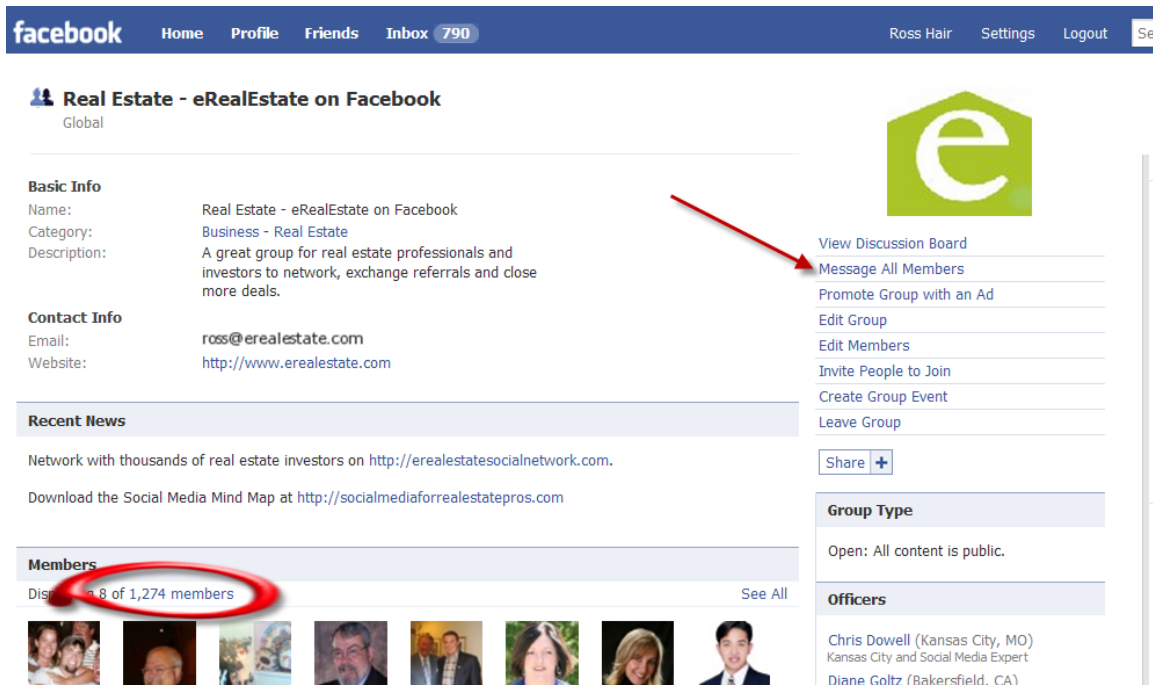 facebook Home Profile Friends Inbox 790 Ross Hair Settings Logout
Real Estate - eRealEstate on Facebook
Global
Basic Info
Name: Real Estate - eRealEstate on Facebook
Category: Business - Real Estate
Description: A great group for real estate professionals and
investors to network, exchange referrals and close
more deals.
Contact Info
Email: ross@erealestate.com
Website: http://www.erealestate.com
Recent News
Network with thousands of real estate investors on http://erealestatesocialnetwork.com.
Download the Social Media Mind Map at http://socialmediaforrealestatepros.com
Members
8 of 1,274 members See All
e
View Discussion Board
Message All Members
Promote Group with an Ad
Edit Group
Edit Members
Invite People to Join
Create Group Event
Leave Group
Share +
Group Type
Open: All content is public.
Officers
Chris Dowell (Kansas City, MO)
Kansas City and Social Media Expert
Diane Goltz (Bakersfield, CA)